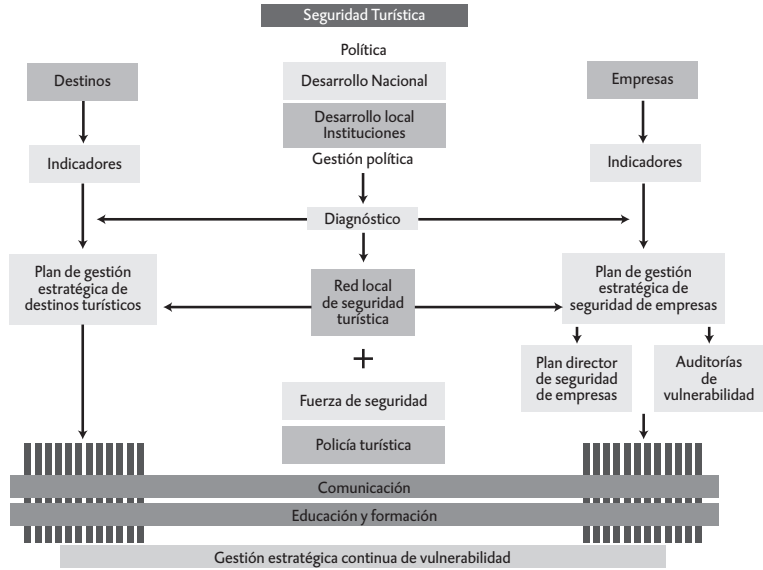 Seguridad Turística
Política
Desarrollo Nacional
Desarrollo local
Instituciones
Gestión política
Destinos
Empresas
Indicadores
Indicadores
Diagnóstico
Plan de gestión
estratégica de
destinos turísticos
Red local
de seguridad
turística
Plan de gestión
estratégica de
seguridad de empresas
+
Plan director
de seguridad
de empresas
Auditorías
de
vulnerabilidad
Fuerza de seguridad
Policía turística
Comunicación
Educación y formación
Gestión estratégica continua de vulnerabilidad